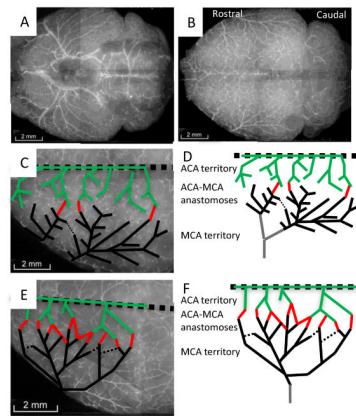 A
2 mm
B
Rostral Caudal
2 mm
C
2 mm
D
ACA territory
ACA-MCA
anastomoses
MCA territory
E
2 mm
F
ACA territory
ACA-MCA
anastomoses
MCA territory